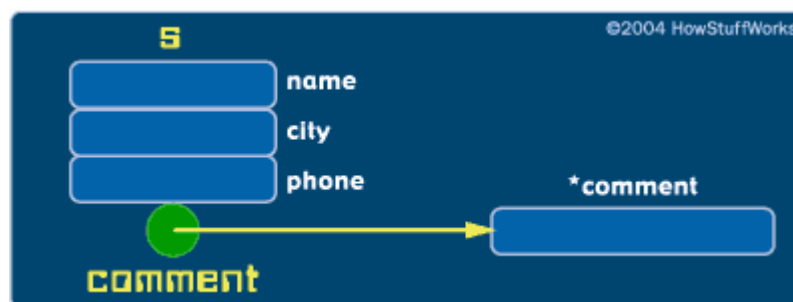 ©2004 HowStuffWorks
s
name
city
phone
*comment
comment